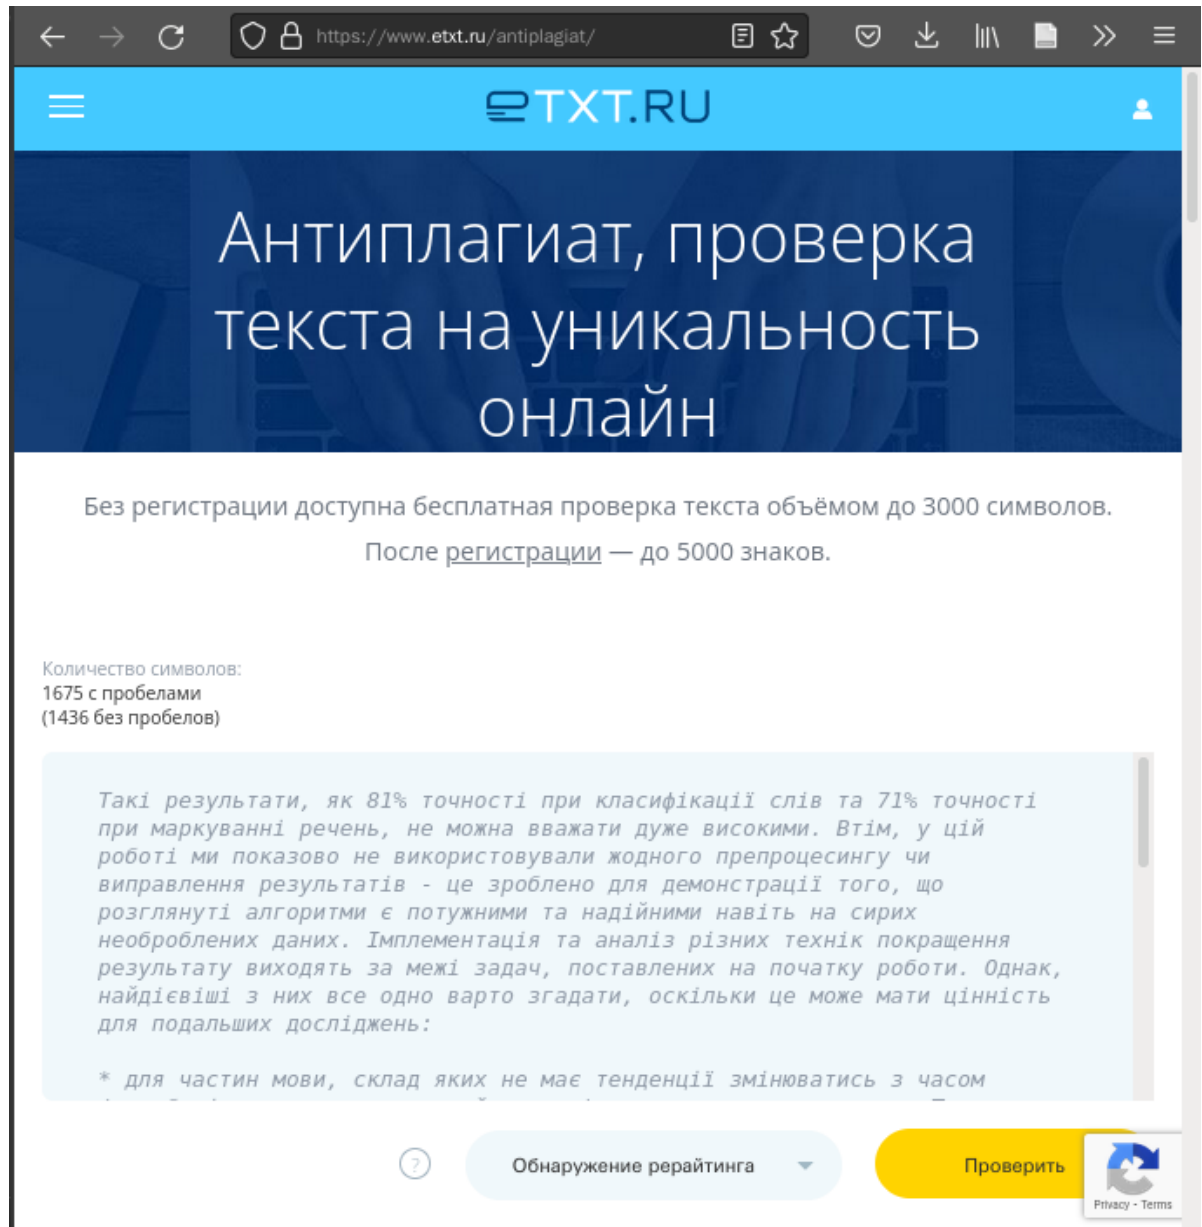 https://www.etxt.ru/antiplagiat/
eTXT.RU
Антиплагиат, проверка
текста на уникальность
онлайн
Без регистрации доступна бесплатная проверка текста объёмом до 3000 символов.
После регистрации — до 5000 знаков.
Количество символов:
1675 с пробелами
(1436 без пробелов)
Такі результати, як 81% точності при класифікації слів та 71% точності
при маркуванні речень, не можна вважати дуже високими. Втім, у цій
роботі ми показово не використовували жодного препроцесингу чи
виправлення результатів - це зроблено для демонстрації того, що
розглянуті алгоритми є потужними та надійними навіть на сирих
необроблених даних. Імплементація та аналіз різних технік покращення
результату виходять за межі задач, поставлених на початку роботи. Однак,
найдієвіші з них все одно варто згадати, оскільки це може мати цінність
для подальших досліджень:
* для частин мови, склад яких не має тенденції змінюватись з часом
?
Обнаружение рерайтинга
Проверить
Privacy - Terms